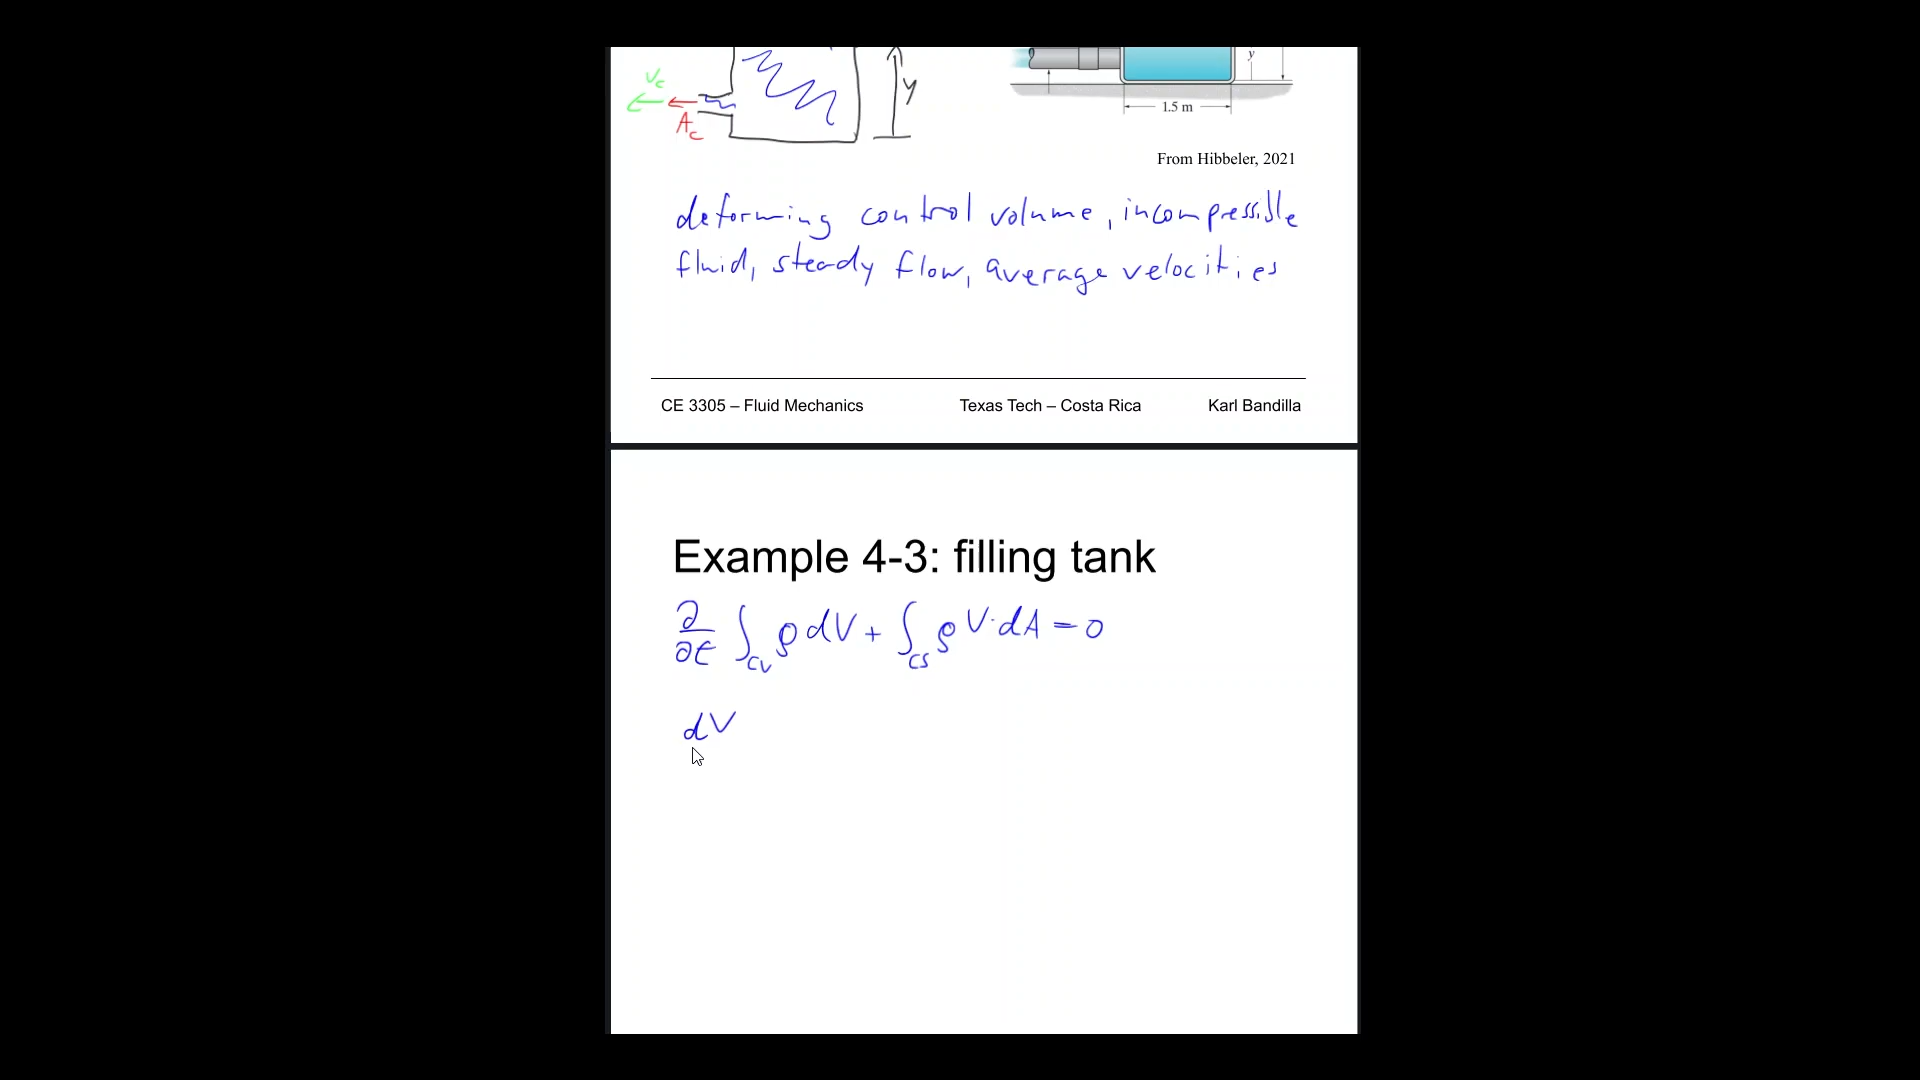 y
V_c
y
A_c
1.5 m
From Hibbeler, 2021
deforming control volume, incompressible
fluid, steady flow, average velocities
CE 3305 – Fluid Mechanics Texas Tech – Costa Rica Karl Bandilla
Example 4-3: filling tank
∂/∂t ∫_cv ρ dV + ∫_cs ρ V·dA = 0
dV